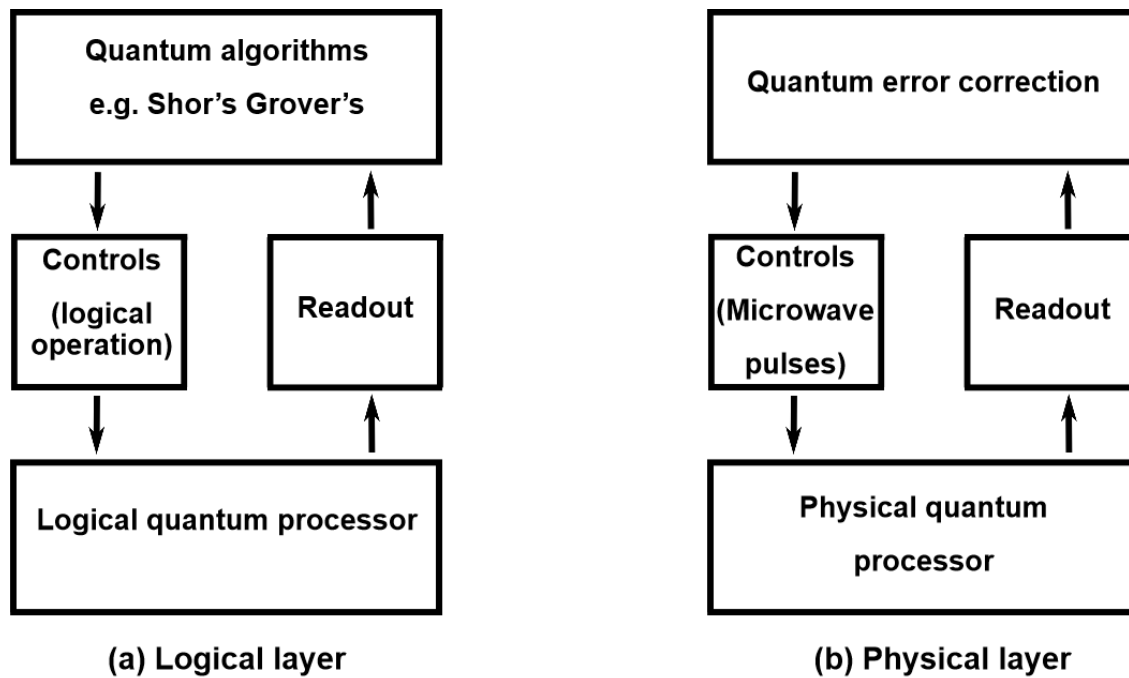 Quantum algorithms
e.g. Shor’s Grover’s
Controls
(logical
operation)
Readout
Logical quantum processor
(a) Logical layer
Quantum error correction
Controls
(Microwave
pulses)
Readout
Physical quantum
processor
(b) Physical layer